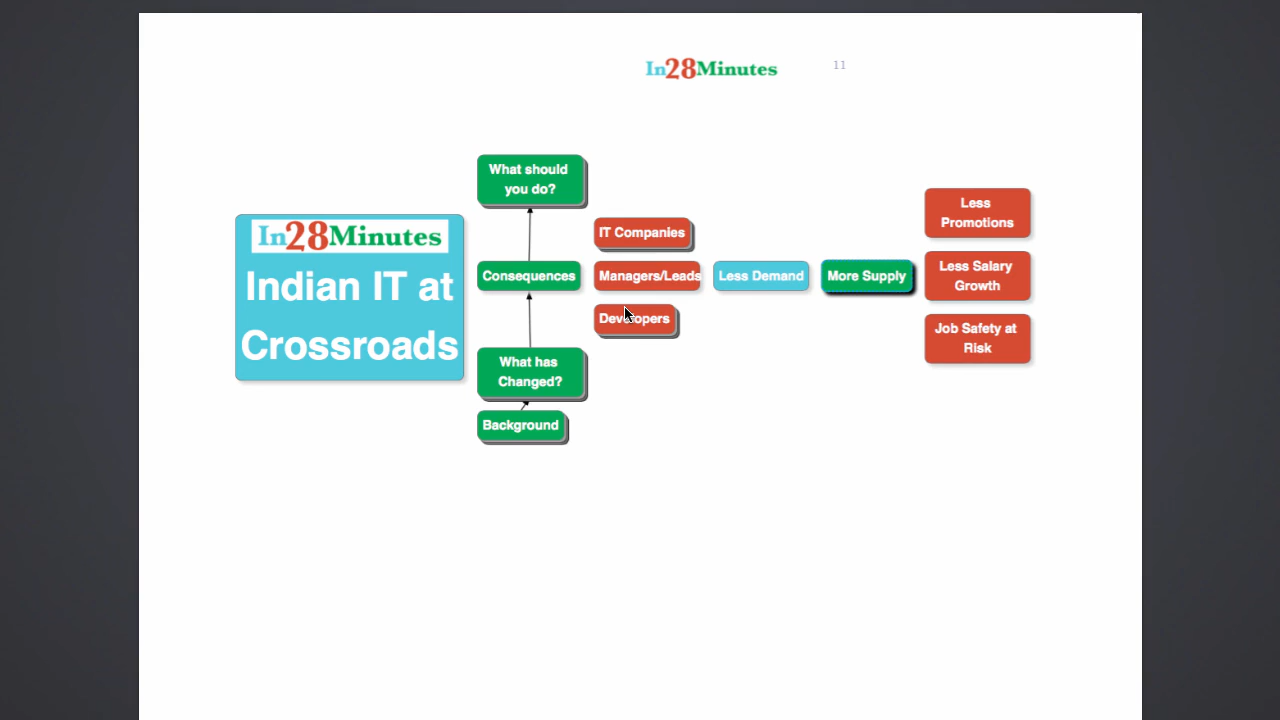 In28Minutes
11
What should
you do?
In28Minutes
Indian IT at
Crossroads
Consequences
What has
Changed?
Background
IT Companies
Managers/Leads
Developers
Less Demand
More Supply
Less
Promotions
Less Salary
Growth
Job Safety at
Risk